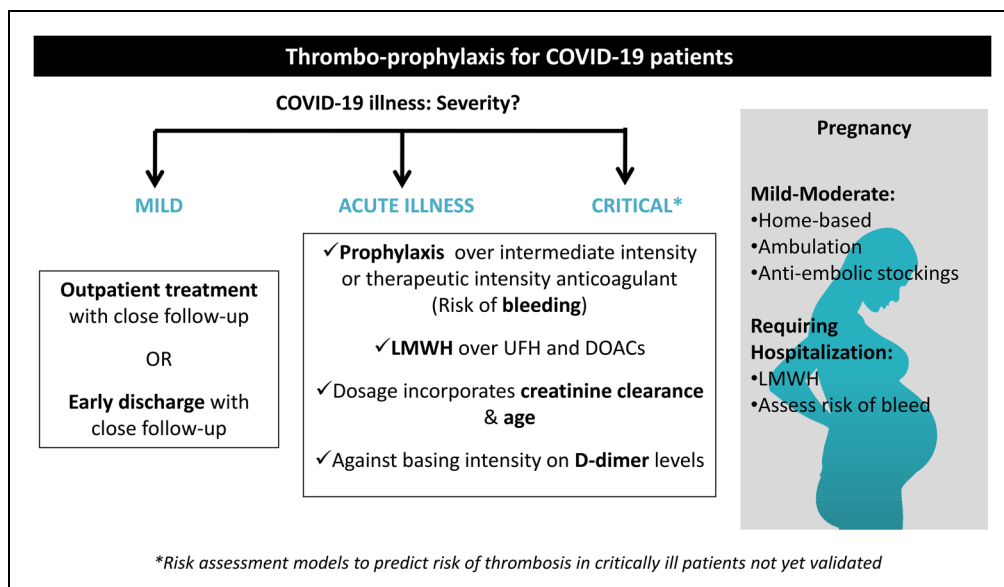 Thrombo-prophylaxis for COVID-19 patients
COVID-19 illness: Severity?
MILD
ACUTE ILLNESS
CRITICAL*
Outpatient treatment
with close follow-up
OR
Early discharge with
close follow-up
✓Prophylaxis over intermediate intensity
or therapeutic intensity anticoagulant
(Risk of bleeding)
✓LMWH over UFH and DOACs
✓Dosage incorporates creatinine clearance
& age
✓Against basing intensity on D-dimer levels
Pregnancy
Mild-Moderate:
•Home-based
•Ambulation
•Anti-embolic stockings
Requiring
Hospitalization:
•LMWH
•Assess risk of bleed
*Risk assessment models to predict risk of thrombosis in critically ill patients not yet validated